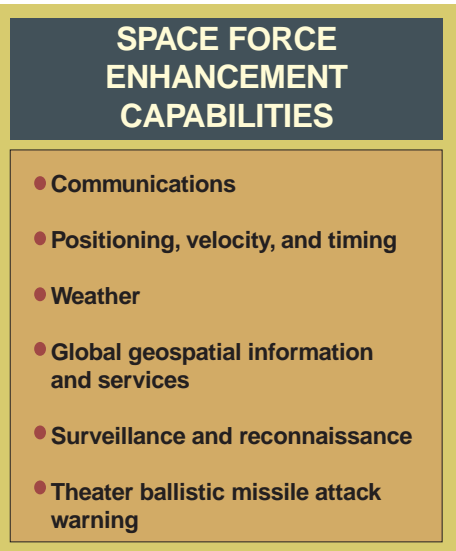 SPACE FORCE
ENHANCEMENT
CAPABILITIES
Communications
Positioning, velocity, and timing
Weather
Global geospatial information
and services
Surveillance and reconnaissance
Theater ballistic missile attack
warning